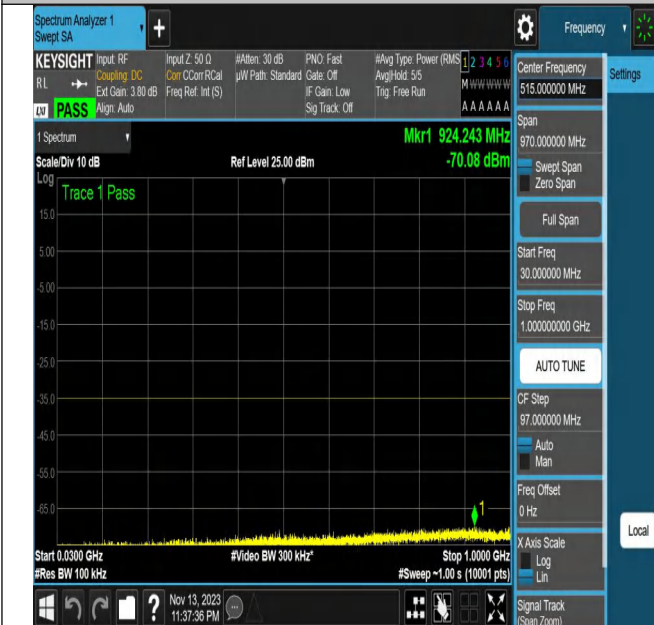 Spectrum Analyzer 1
Swept SA
+
Frequency
KEYSIGHT
RL
LXI
PASS
Input: RF
Coupling: DC
Ext Gain: 3.80 dB
Align: Auto
Input Z: 50 Ω
Corr CCorr RCal
Freq Ref: Int (S)
#Atten: 30 dB
µW Path: Standard
PNO: Fast
Gate: Off
IF Gain: Low
Sig Track: Off
#Avg Type: Power (RMS
Avg|Hold: 5/5
Trig: Free Run
1 2 3 4 5 6
M W W W W W
A A A A A A
1 Spectrum
Mkr1 924.243 MHz
-70.08 dBm
Scale/Div 10 dB
Ref Level 25.00 dBm
Log
Trace 1 Pass
15.0
5.00
-5.00
-15.0
-25.0
-35.0
-45.0
-55.0
-65.0
1
Start 0.0300 GHz
#Video BW 300 kHz*
Stop 1.0000 GHz
#Res BW 100 kHz
#Sweep ~1.00 s (10001 pts)
Center Frequency
515.000000 MHz
Settings
Span
970.000000 MHz
Swept Span
Zero Span
Full Span
Start Freq
30.000000 MHz
Stop Freq
1.000000000 GHz
AUTO TUNE
CF Step
97.000000 MHz
Auto
Man
Freq Offset
0 Hz
Local
X Axis Scale
Log
Lin
Signal Track
(Span Zoom)
?
Nov 13, 2023
11:37:36 PM